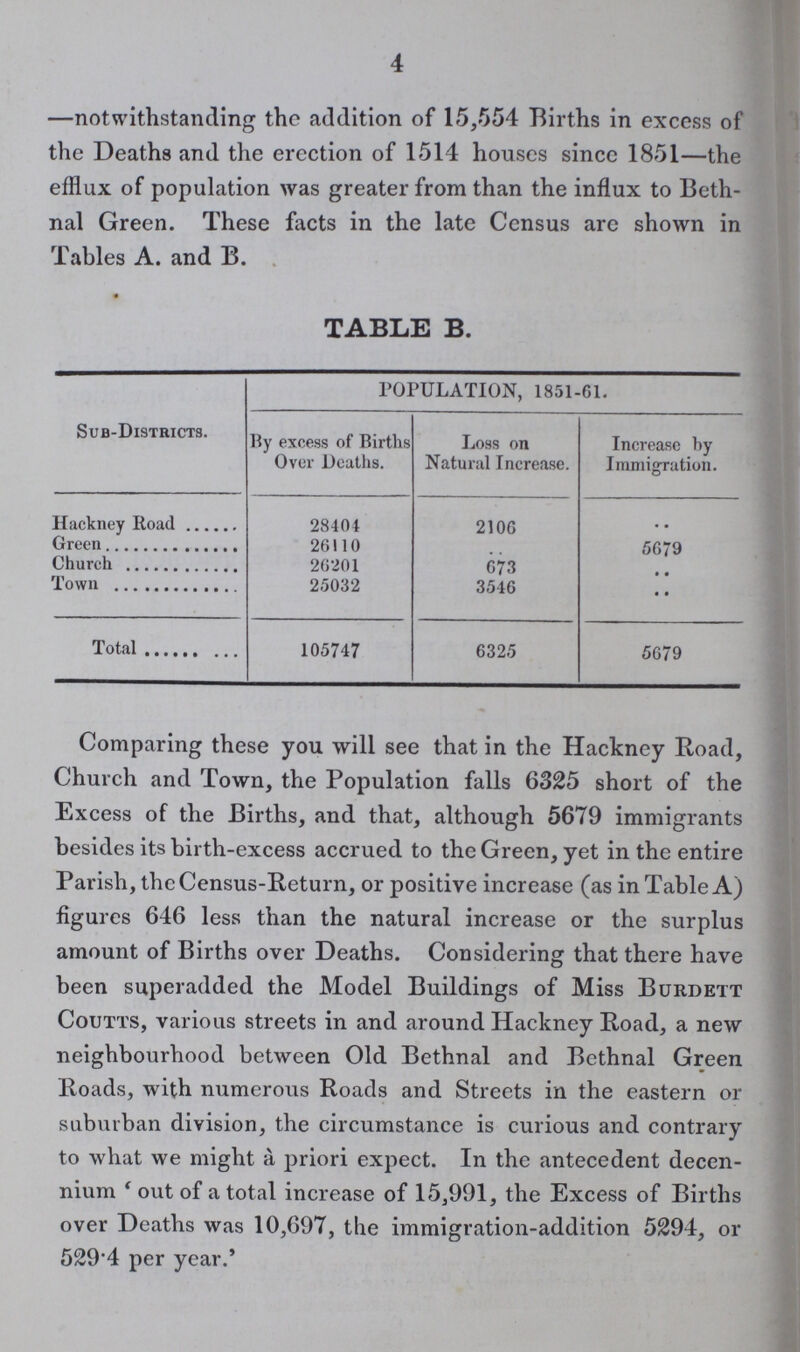 4
—notwithstanding the addition of 15,554 Births in excess of
the Deaths and the erection of 1514 houses since 1851—the
efflux of population was greater from than the influx to Beth-
nal Green. These facts in the late Census are shown in
Tables A. and B.
TABLE B.
Sub-Districts.
POPULATION, 1851-61.
By excess of Births Over Deaths.
Loss on Natural Increase.
Increase by Immigration.
Hackney Road ...... 28404 2106 ..
Green .............. 26110 .. 5679
Church ............ 26201 673 ..
Town ............. 25032 3546 ..
Total ...... ... 105747 6325 5679
Comparing these you will see that in the Hackney Road,
Church and Town, the Population falls 6325 short of the
Excess of the Births, and that, although 5679 immigrants
besides its birth-excess accrued to the Green, yet in the entire
Parish, the Census-Return, or positive increase (as in Table A)
figures 646 less than the natural increase or the surplus
amount of Births over Deaths. Considering that there have
been superadded the Model Buildings of Miss Burdett
Coutts, various streets in and around Hackney Road, a new
neighbourhood between Old Bethnal and Bethnal Green
Roads, with numerous Roads and Streets in the eastern or
suburban division, the circumstance is curious and contrary
to what we might à priori expect. In the antecedent decen-
nium ‘ out of a total increase of 15,991, the Excess of Births
over Deaths was 10,697, the immigration-addition 5294, or
529·4 per year.’